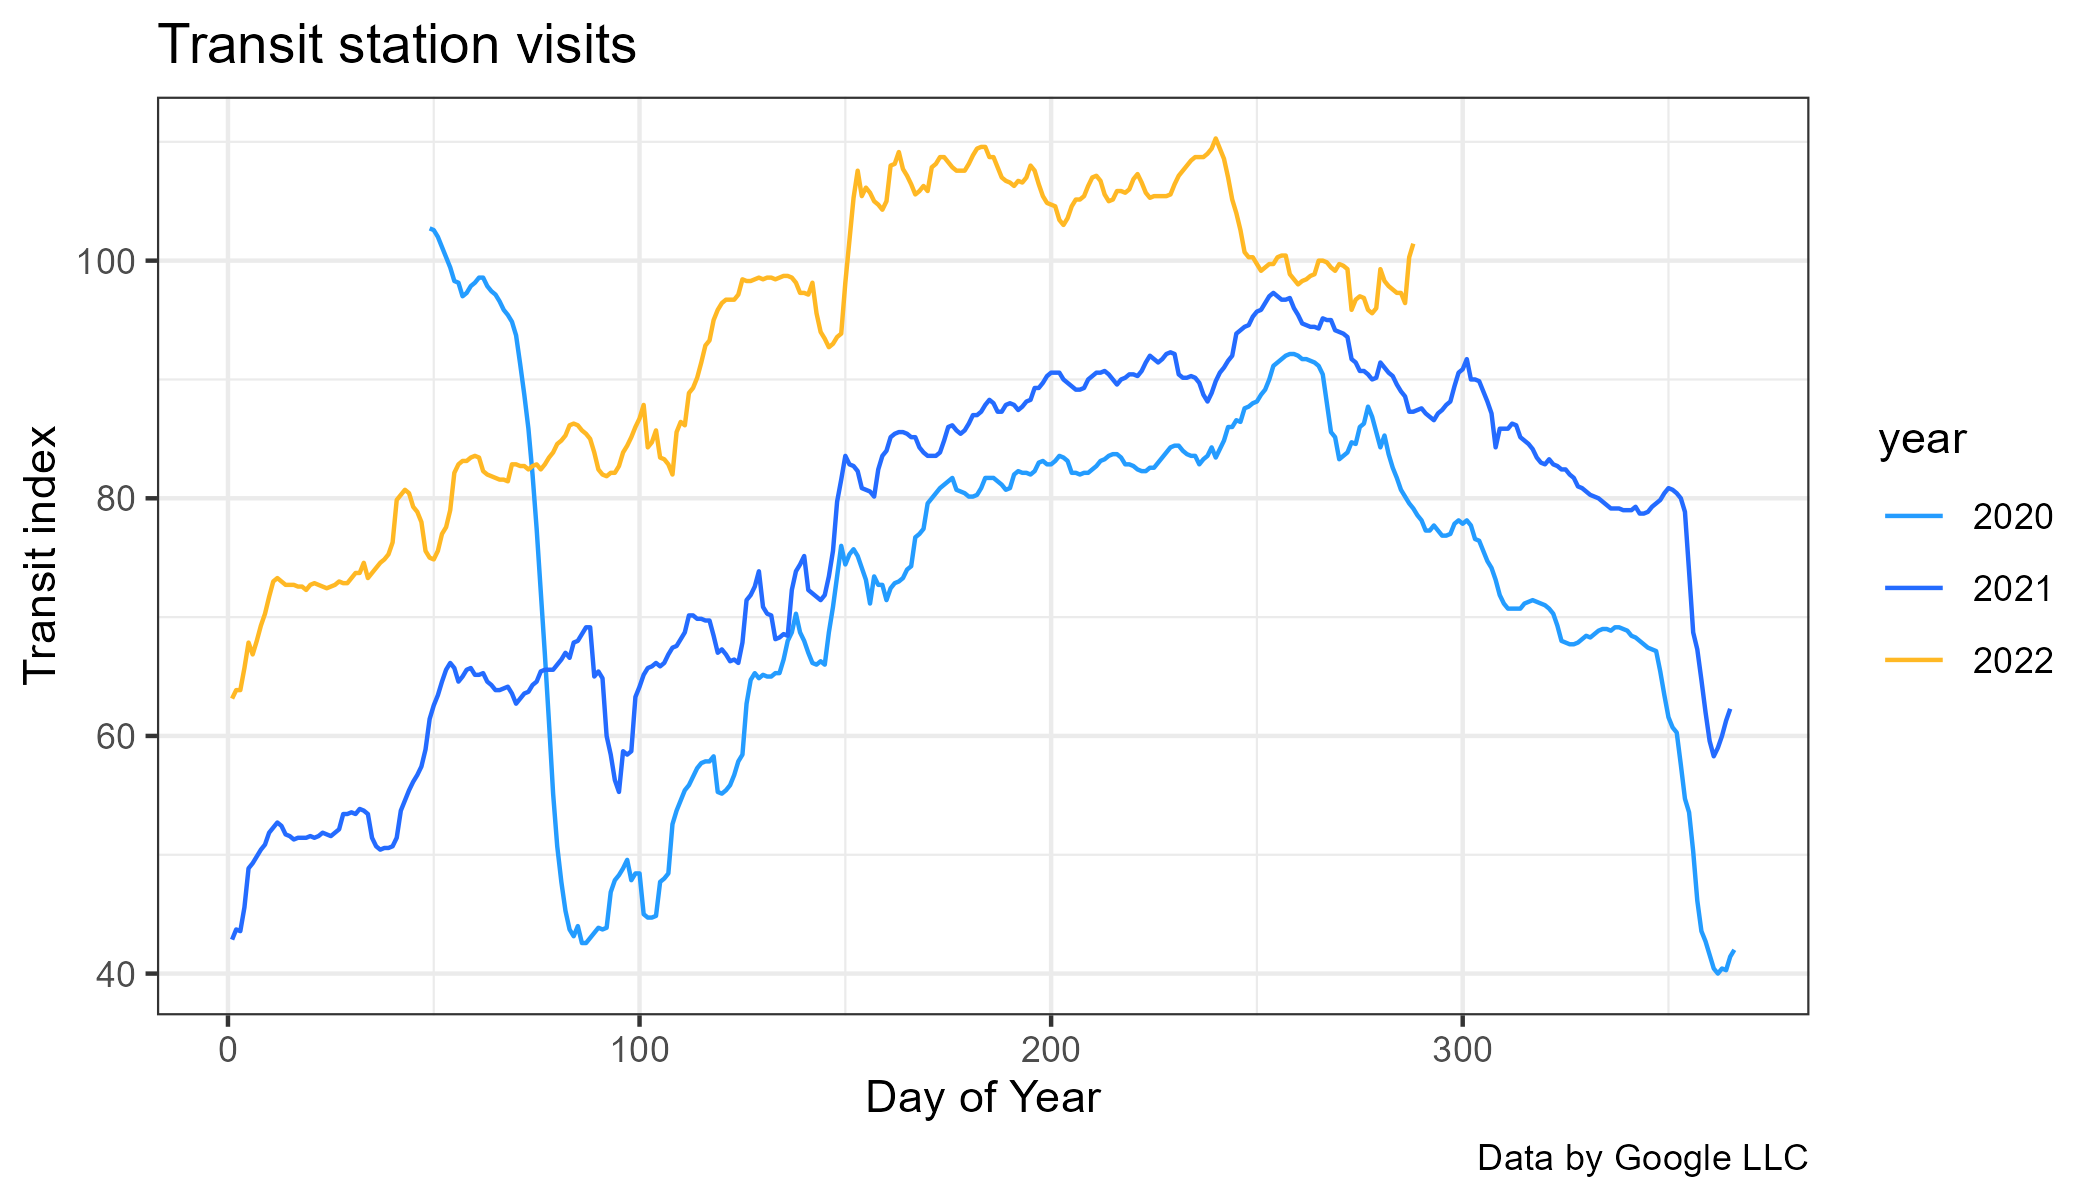 Transit station visits
Transit index
100
80
60
40
0 100 200 300
Day of Year
year
2020
2021
2022
Data by Google LLC